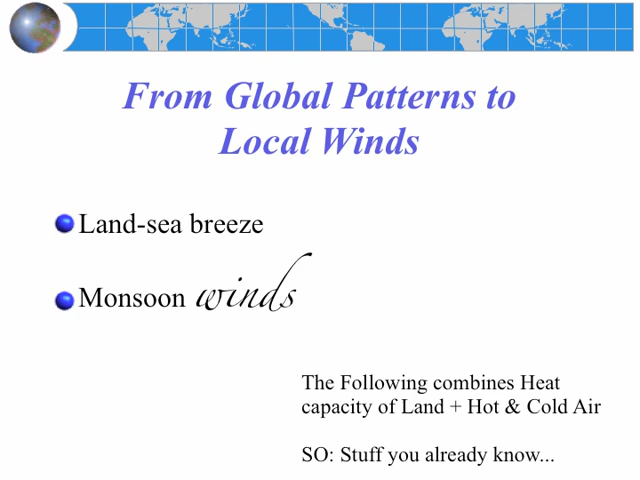 From Global Patterns to
Local Winds
Land-sea breeze
Monsoon winds
The Following combines Heat
capacity of Land + Hot & Cold Air
SO: Stuff you already know...